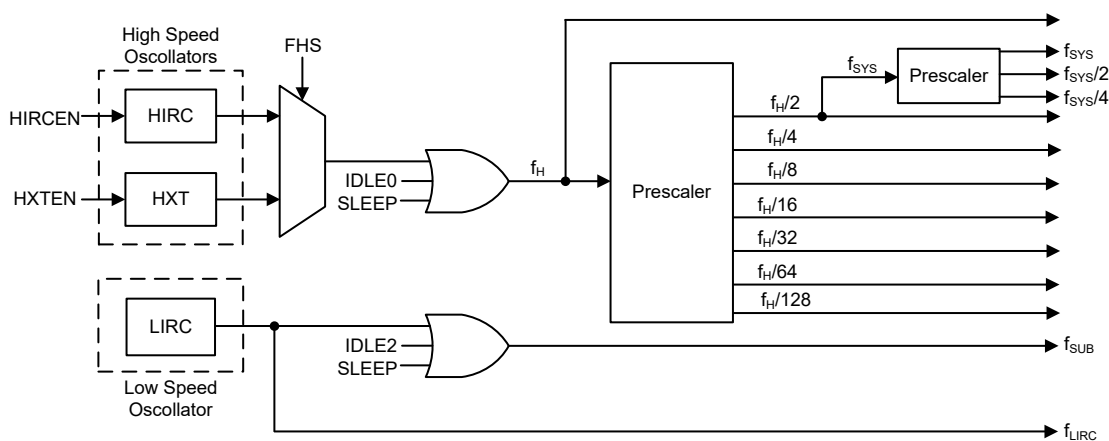 High Speed
Oscollators
FHS
HIRCEN
HIRC
HXTEN
HXT
IDLE0
SLEEP
fH
Prescaler
fH/2
fH/4
fH/8
fH/16
fH/32
fH/64
fH/128
fSYS
Prescaler
fSYS
fSYS/2
fSYS/4
LIRC
Low Speed
Oscollator
IDLE2
SLEEP
fSUB
fLIRC